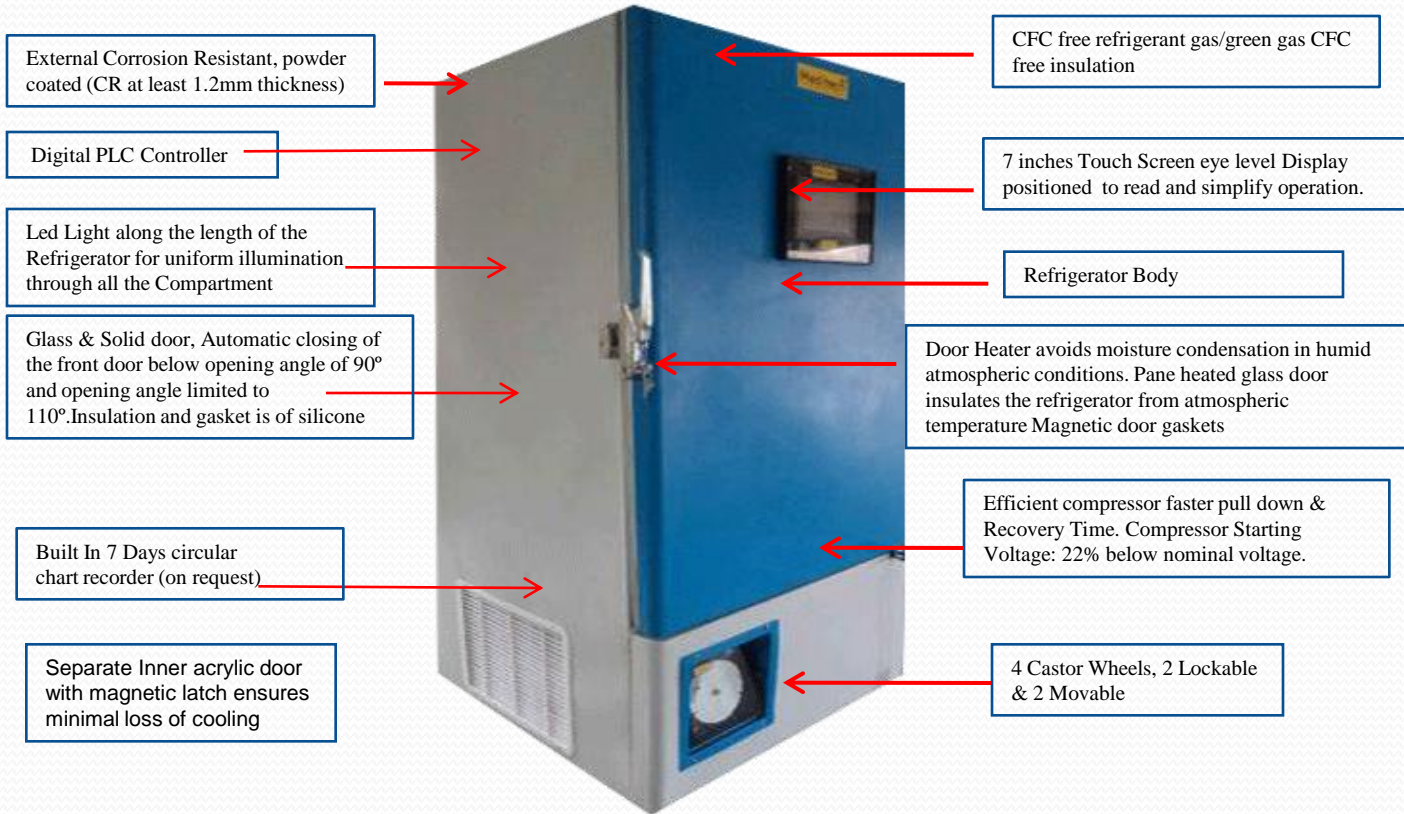 External Corrosion Resistant, powder
coated (CR at least 1.2mm thickness)
Digital PLC Controller
Led Light along the length of the
Refrigerator for uniform illumination
through all the Compartment
Glass & Solid door, Automatic closing of
the front door below opening angle of 90º
and opening angle limited to
110º.Insulation and gasket is of silicone
Built In 7 Days circular
chart recorder (on request)
Separate Inner acrylic door
with magnetic latch ensures
minimal loss of cooling
CFC free refrigerant gas/green gas CFC
free insulation
7 inches Touch Screen eye level Display
positioned  to read and simplify operation.
Refrigerator Body
Door Heater avoids moisture condensation in humid
atmospheric conditions. Pane heated glass door
insulates the refrigerator from atmospheric
temperature Magnetic door gaskets
Efficient compressor faster pull down &
Recovery Time. Compressor Starting
Voltage: 22% below nominal voltage.
4 Castor Wheels, 2 Lockable
& 2 Movable